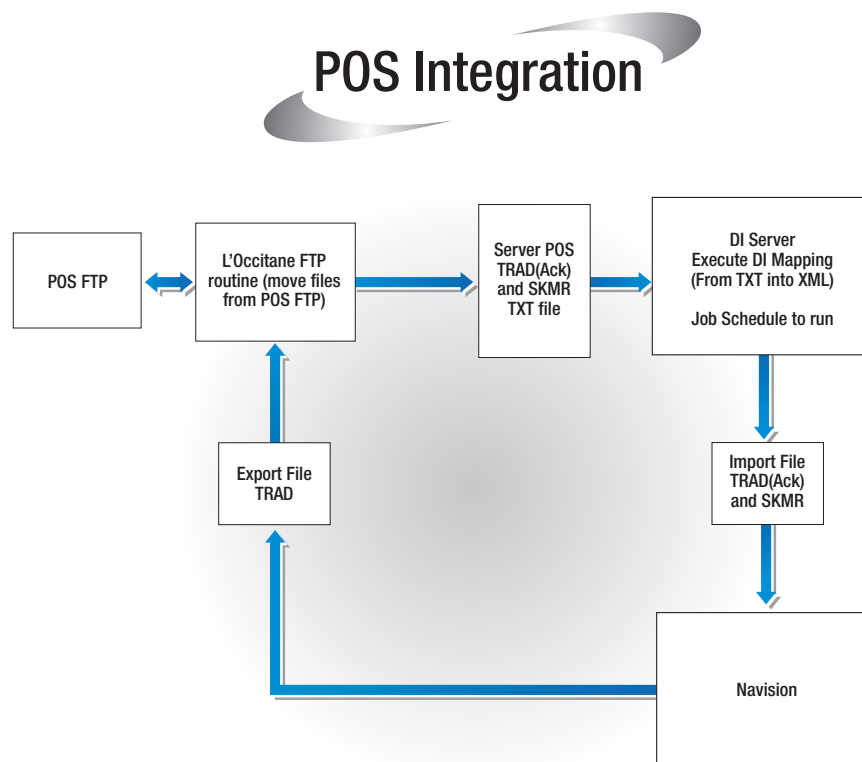 POS Integration
POS FTP
L’Occitane FTP
routine (move files
from POS FTP)
Server POS
TRAD(Ack)
and SKMR
TXT file
DI Server
Execute DI Mapping
(From TXT into XML)
Job Schedule to run
Export File
TRAD
Import File
TRAD(Ack)
and SKMR
Navision